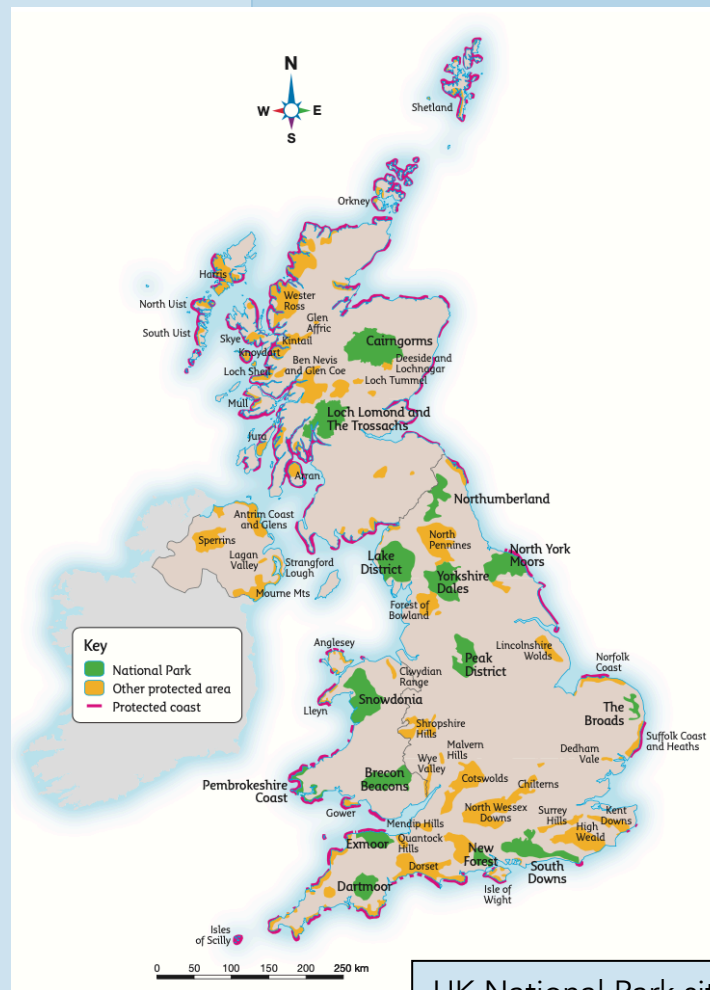 N
W E
S
Shetland
Orkney
Harris
North Uist
South Uist
Wester
Ross
Glen
Affric
Skye
Kintail
Knoydart
Cairngorms
Loch Shiel
Ben Nevis
and Glen Coe
Deeside and
Lochnagar
Loch Tummel
Mull
Loch Lomond and
The Trossachs
Jura
Arran
Northumberland
Antrim Coast
and Glens
Sperrins
Lagan
Valley
Strangford
Lough
Mourne Mts
North
Pennines
Lake
District
North York
Moors
Yorkshire
Dales
Forest of
Bowland
Key
National Park
Other protected area
Protected coast
Anglesey
Peak
District
Lincolnshire
Wolds
Norfolk
Coast
Clwydian
Range
Snowdonia
Lleyn
The
Broads
Shropshire
Hills
Suffolk Coast
and Heaths
Malvern
Hills
Wye
Valley
Dedham
Vale
Brecon
Beacons
Pembrokeshire
Coast
Cotswolds
Chilterns
Gower
North Wessex
Downs
Surrey
Hills
Kent
Downs
Mendip Hills
High
Weald
Exmoor
Quantock
Hills
New
Forest
Dorset
South
Downs
Isle of
Wight
Dartmoor
Isles
of Scilly
0 50 100 150 200 250 km
UK National Park sit